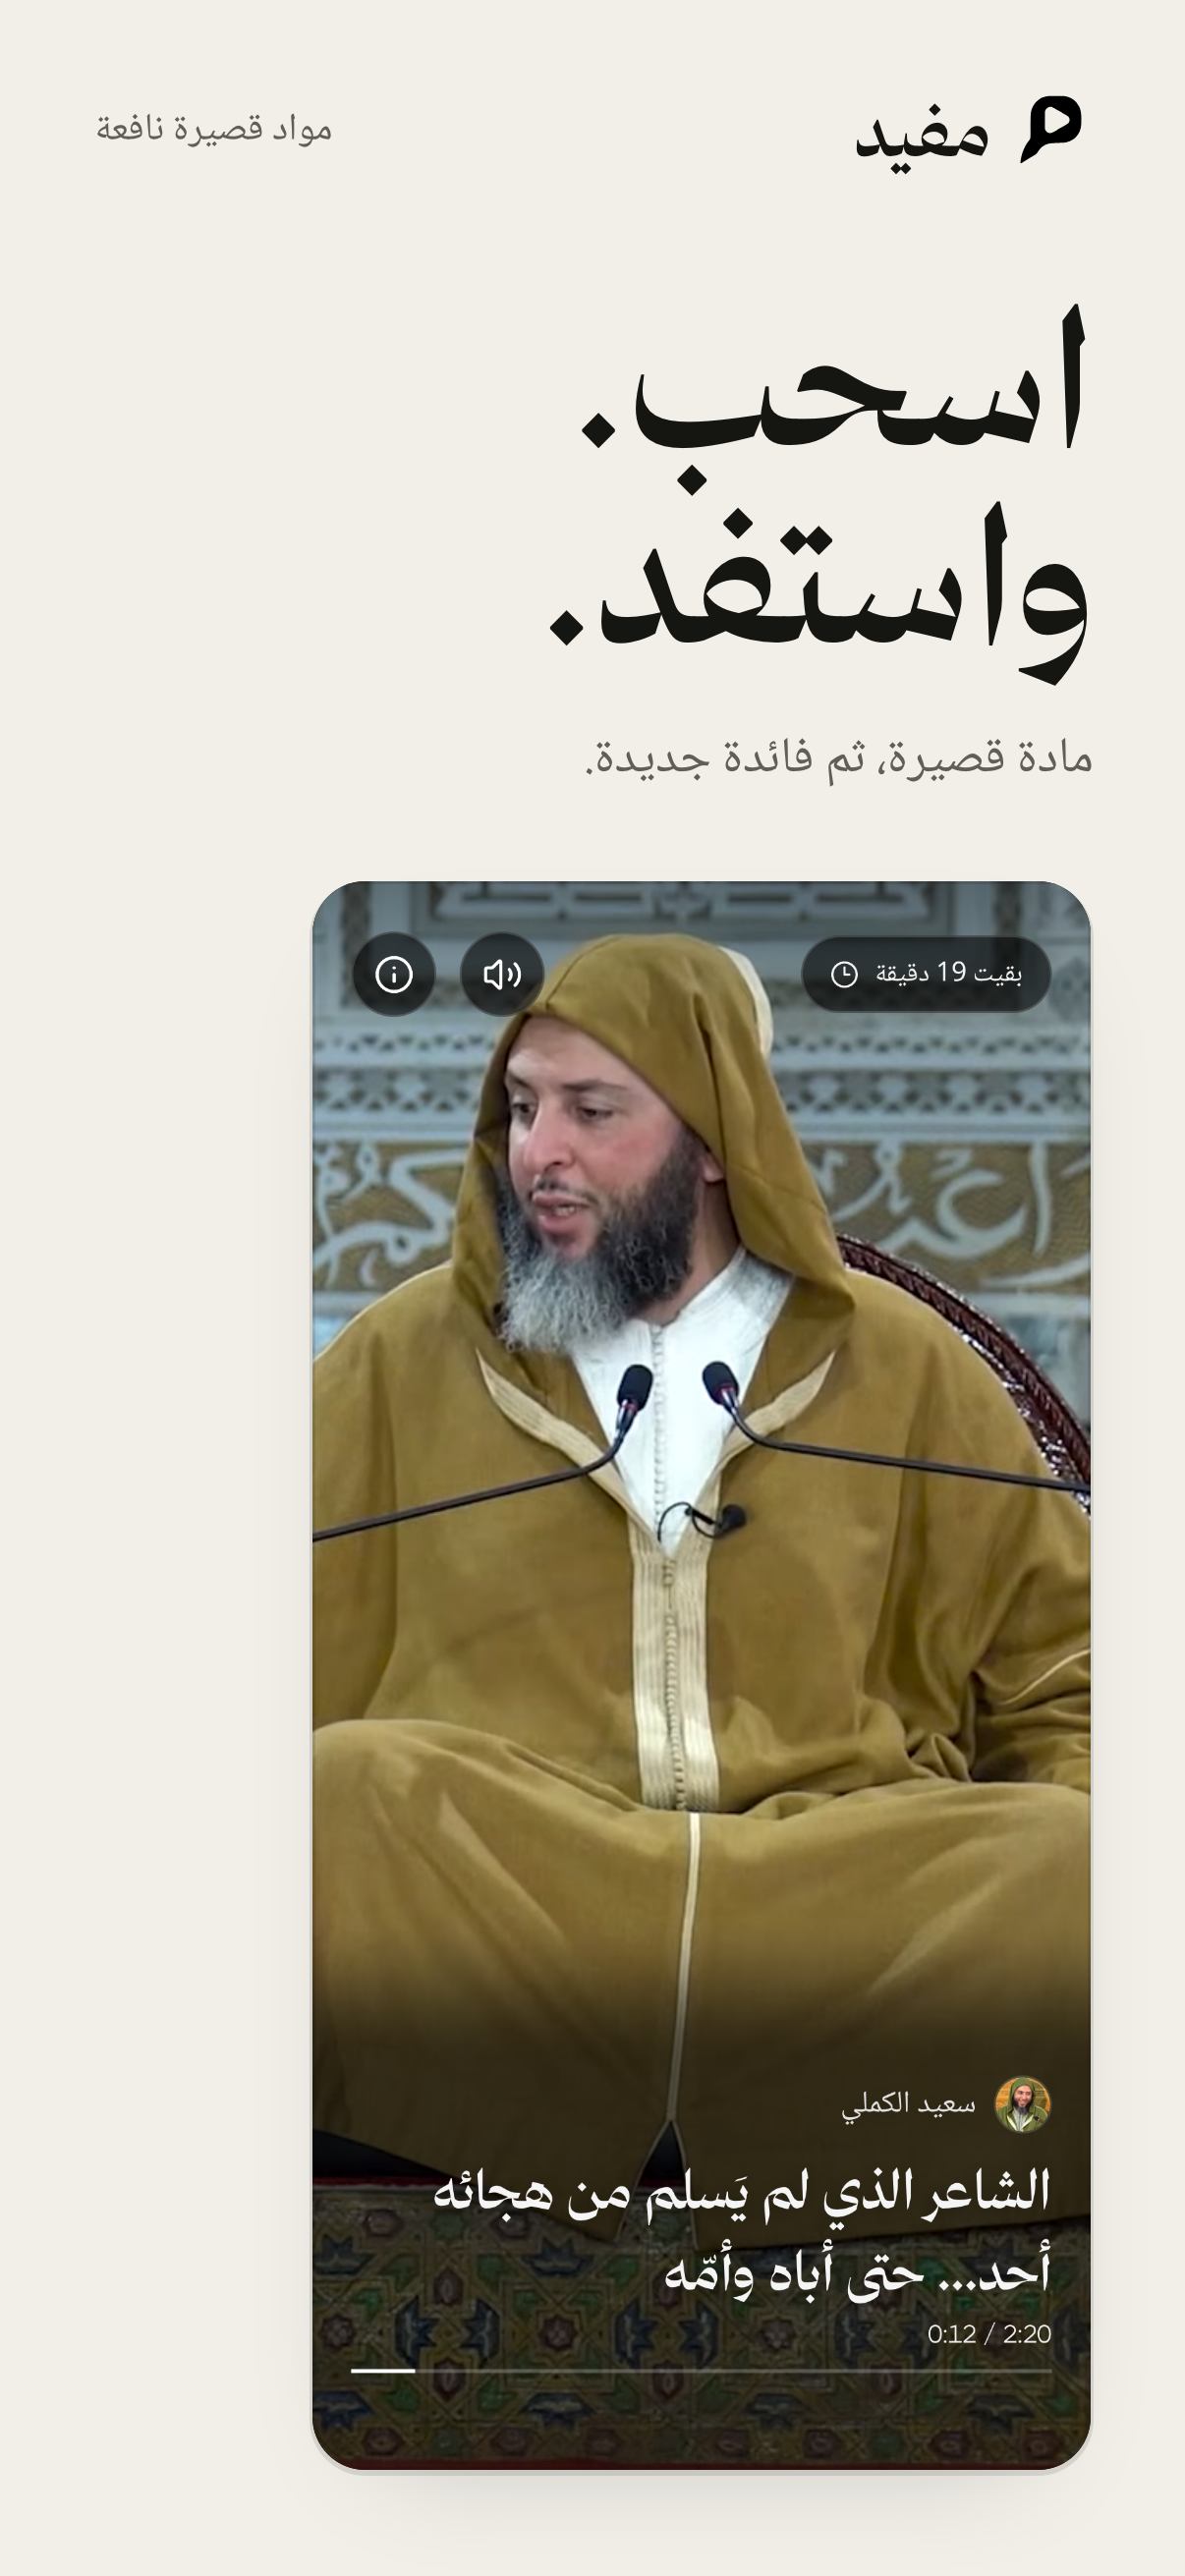 مفيد
مواد قصيرة نافعة
اسحب.
واستفد.
مادة قصيرة، ثم فائدة جديدة.
بقيت 19 دقيقة
سعيد الكملي
الشاعر الذي لم يَسلم من هجائه
أحد... حتى أباه وأمّه
0:12 / 2:20